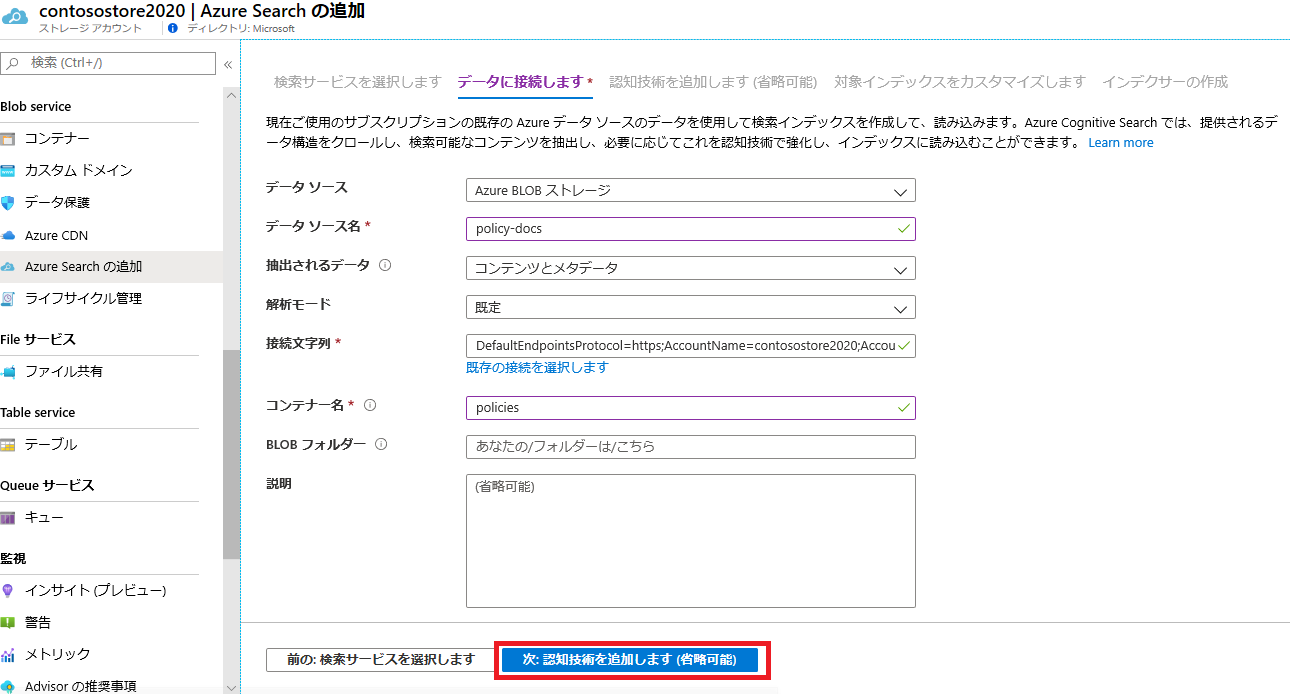 contosostore2020 | Azure Search の追加
ストレージ アカウント
ディレクトリ: Microsoft
検索 (Ctrl+/)
«
Blob service
コンテナー
カスタム ドメイン
データ保護
Azure CDN
Azure Search の追加
ライフサイクル管理
File サービス
ファイル共有
Table service
テーブル
Queue サービス
キュー
監視
インサイト (プレビュー)
警告
メトリック
Advisor の推奨事項
検索サービスを選択します データに接続します * 認知技術を追加します (省略可能) 対象インデックスをカスタマイズします インデクサーの作成
現在ご使用のサブスクリプションの既存の Azure データ ソースのデータを使用して検索インデックスを作成して、読み込みます。Azure Cognitive Search では、提供されるデ
ータ構造をクロールし、検索可能なコンテンツを抽出し、必要に応じてこれを認知技術で強化し、インデックスに読み込むことができます。 Learn more
データ ソース Azure BLOB ストレージ
データ ソース名 * policy-docs
抽出されるデータ コンテンツとメタデータ
解析モード 既定
接続文字列 * DefaultEndpointsProtocol=https;AccountName=contosostore2020;Accou
既存の接続を選択します
コンテナー名 * policies
BLOB フォルダー あなたの/フォルダーは/こちら
説明 (省略可能)
前の: 検索サービスを選択します 次: 認知技術を追加します (省略可能)